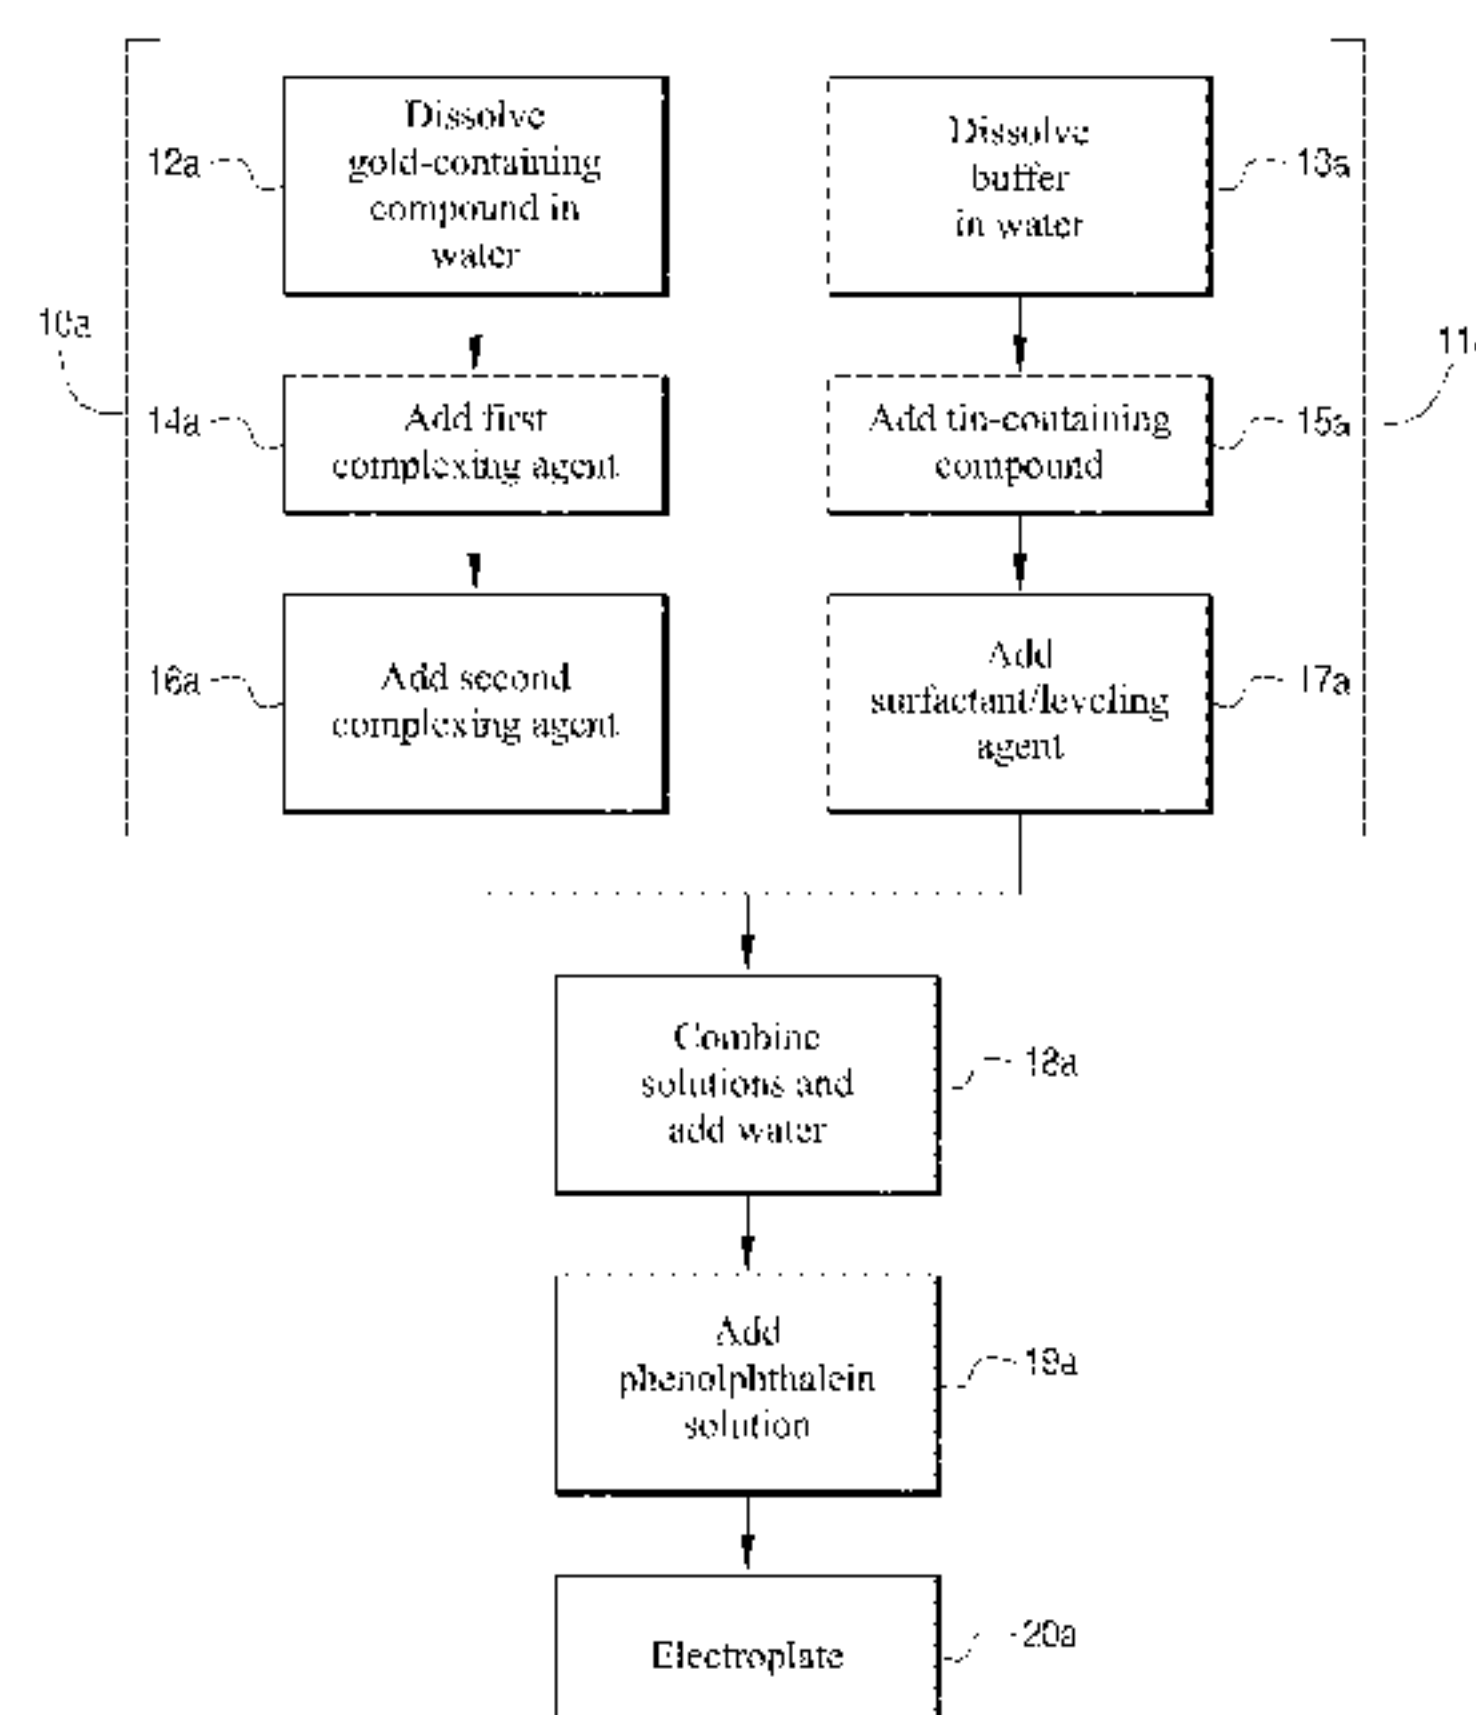 Dissolve
gold-containing
compound in
water
12a
Dissolve
buffer
in water
13a
10a
14a
Add first
complexing agent
Add tin-containing
compound
15a
16a
Add second
complexing agent
Add
surfactant/leveling
agent
17a
Combine
solutions and
add water
18a
Add
phenolphthalein
solution
19a
Electroplate
20a